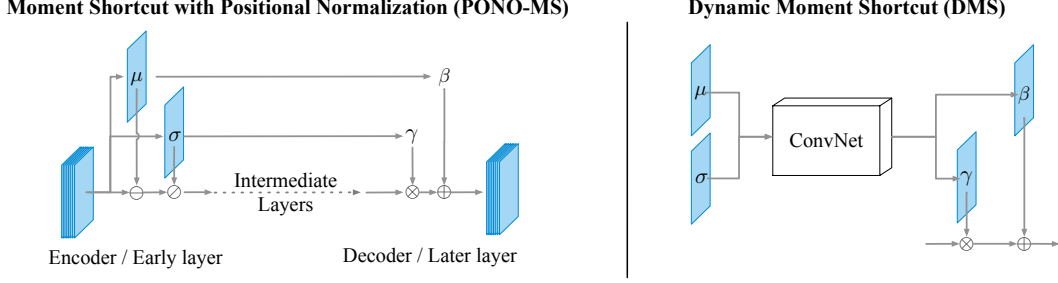 Moment Shortcut with Positional Normalization (PONO-MS)
μ
β
σ
γ
Intermediate
Layers
Encoder / Early layer
Decoder / Later layer
Dynamic Moment Shortcut (DMS)
μ
β
ConvNet
σ
γ